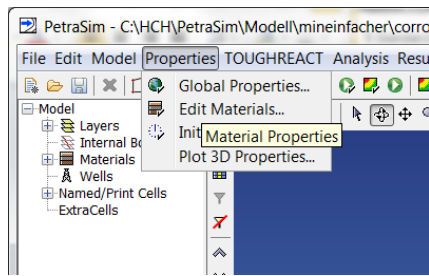 PetraSim - C:\HCH\PetraSim\Modell\mineinfacher\corro
File Edit Model Properties TOUGHREACT Analysis Resu
Global Properties...
Edit Materials...
Init
Material Properties
Plot 3D Properties...
Model
Layers
Internal Bo
Materials
Wells
Named/Print Cells
ExtraCells